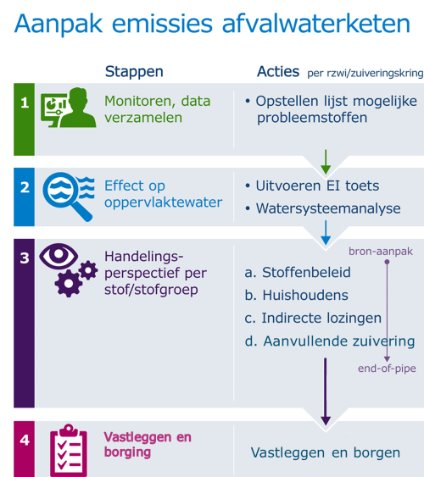 Aanpak emissies afvalwaterketen
Stappen
Acties per rzwi/zuiveringskring
1
Monitoren, data
verzamelen
• Opstellen lijst mogelijke
probleemstoffen
2
Effect op
oppervlaktewater
• Uitvoeren EI toets
• Watersysteemanalyse
3
Handelings-
perspectief per
stof/stofgroep
bron-aanpak
a. Stoffenbeleid
b. Huishoudens
c. Indirecte lozingen
d. Aanvullende zuivering
end-of-pipe
4
Vastleggen en
borging
Vastleggen en borgen